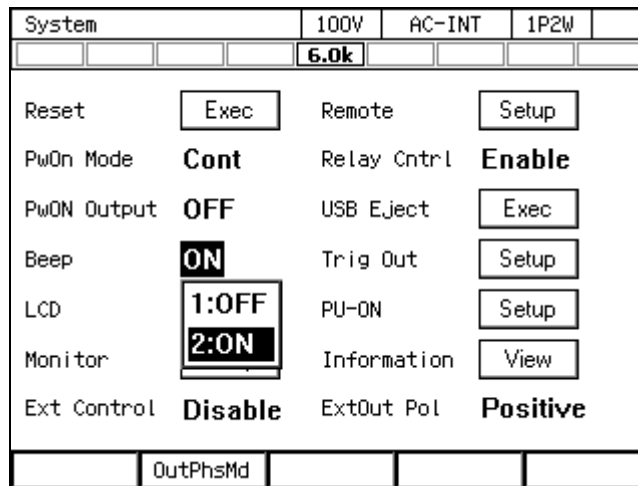 System 100V AC-INT 1P2W
6.0k
Reset Exec Remote Setup
PwOn Mode Cont Relay Cntrl Enable
PwON Output OFF USB Eject Exec
Beep ON Trig Out Setup
LCD 1:OFF PU-ON Setup
2:ON
Monitor Information View
Ext Control Disable ExtOut Pol Positive
OutPhsMd